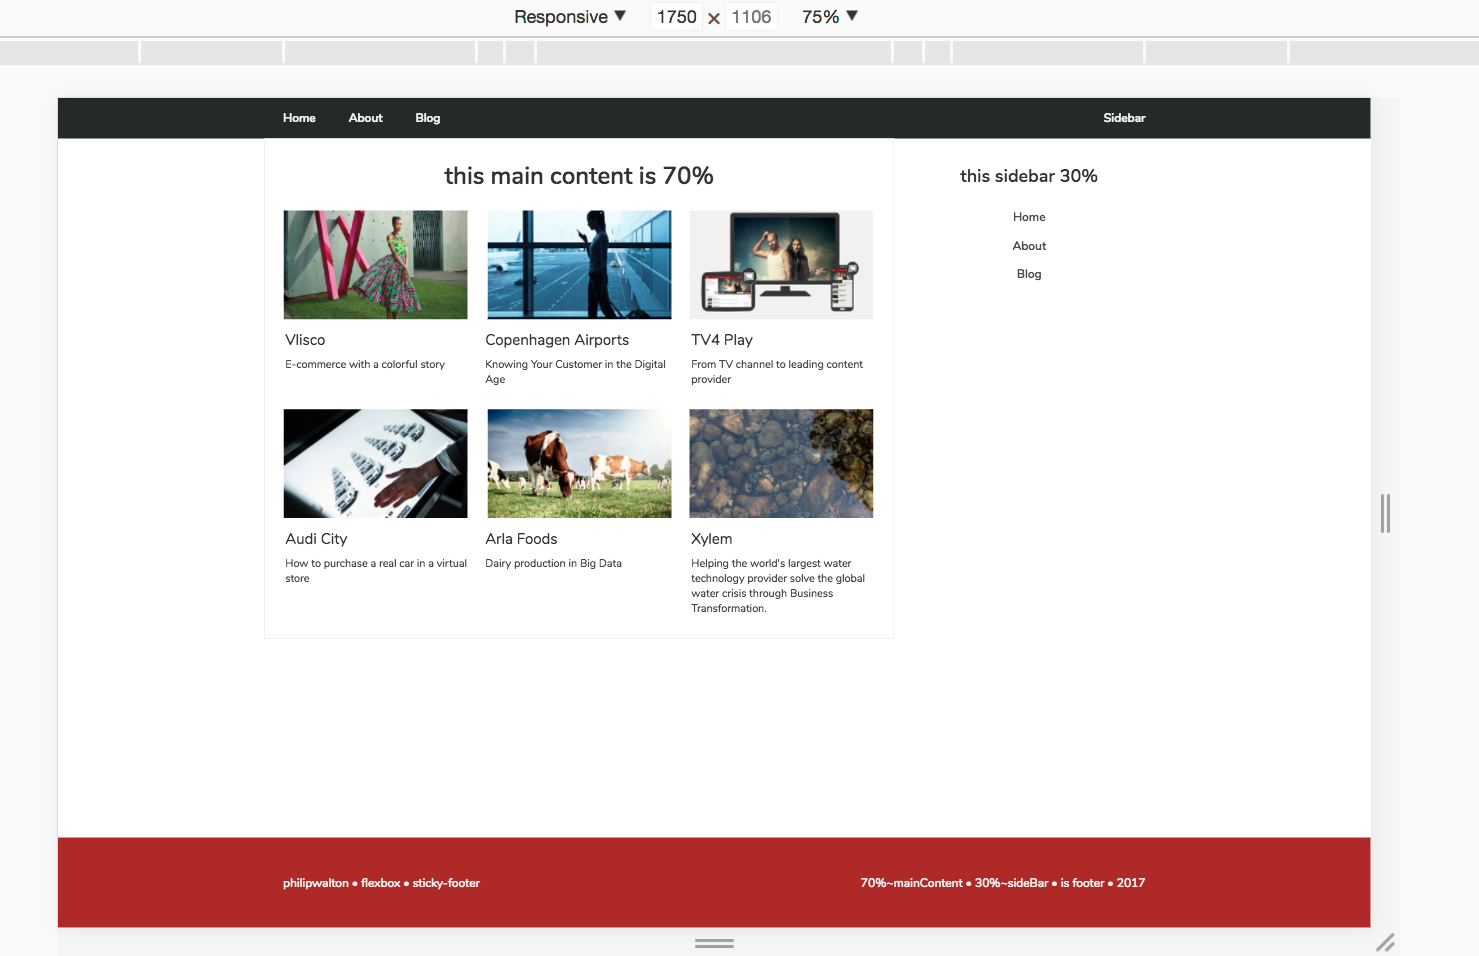 Responsive ▼ 1750 × 1106 75% ▼
Home About Blog Sidebar
this main content is 70%
this sidebar 30%
Home
About
Blog
Vlisco
E-commerce with a colorful story
Copenhagen Airports
Knowing Your Customer in the Digital
Age
TV4 Play
From TV channel to leading content
provider
Audi City
How to purchase a real car in a virtual
store
Arla Foods
Dairy production in Big Data
Xylem
Helping the world's largest water
technology provider solve the global
water crisis through Business
Transformation.
philipwalton • flexbox • sticky-footer
70%~mainContent • 30%~sideBar • is footer • 2017